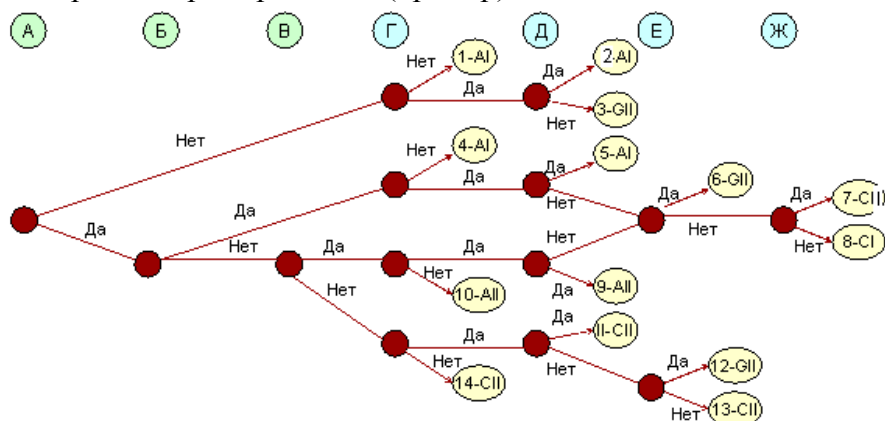 А Б В Г Д Е Ж
Нет 1-AI
Да 2-AI
Да
Нет 3-GII
Нет
Нет 4-AI
Да 5-AI
Да
Да
Нет
Да 6-GII
Да 7-CII)
Нет
Нет 8-CI
Да
Нет
Да
Да
Нет
Нет 10-AII
Да 9-AII
Нет
Да II-CII
Да
Нет 14-CII
Нет
Да 12-GII
Нет 13-CII